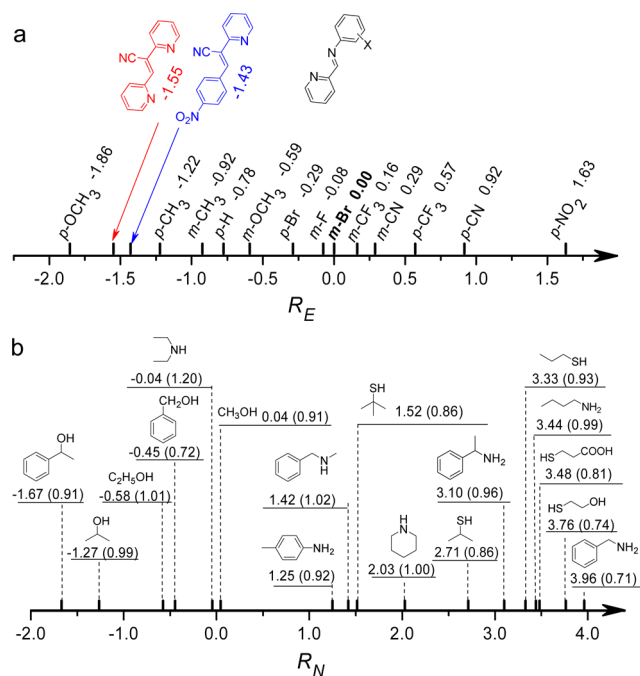 a
NC
N
N
-1.55
NC
N
O2N
-1.43
N
N
X
p-OCH3 -1.86
p-CH3 -1.22
m-CH3 -0.92
p-H -0.78
m-OCH3 -0.59
p-Br -0.29
m-F -0.08
m-Br 0.00
m-CF3 0.16
m-CN 0.29
p-CF3 0.57
p-CN 0.92
p-NO2 1.63
-2.0 -1.5 -1.0 -0.5 0.0 0.5 1.0 1.5
RE
b
NH
-0.04 (1.20)
CH2OH
-0.45 (0.72)
CH3OH 0.04 (0.91)
SH
1.52 (0.86)
SH
3.33 (0.93)
NH2
3.44 (0.99)
HS COOH
3.48 (0.81)
HS OH
3.76 (0.74)
NH2
3.96 (0.71)
OH
-1.67 (0.91)
C2H5OH
-0.58 (1.01)
OH
-1.27 (0.99)
N
H
1.42 (1.02)
NH2
1.25 (0.92)
H
N
2.03 (1.00)
NH2
3.10 (0.96)
SH
2.71 (0.86)
-2.0 -1.0 0.0 1.0 2.0 3.0 4.0
RN